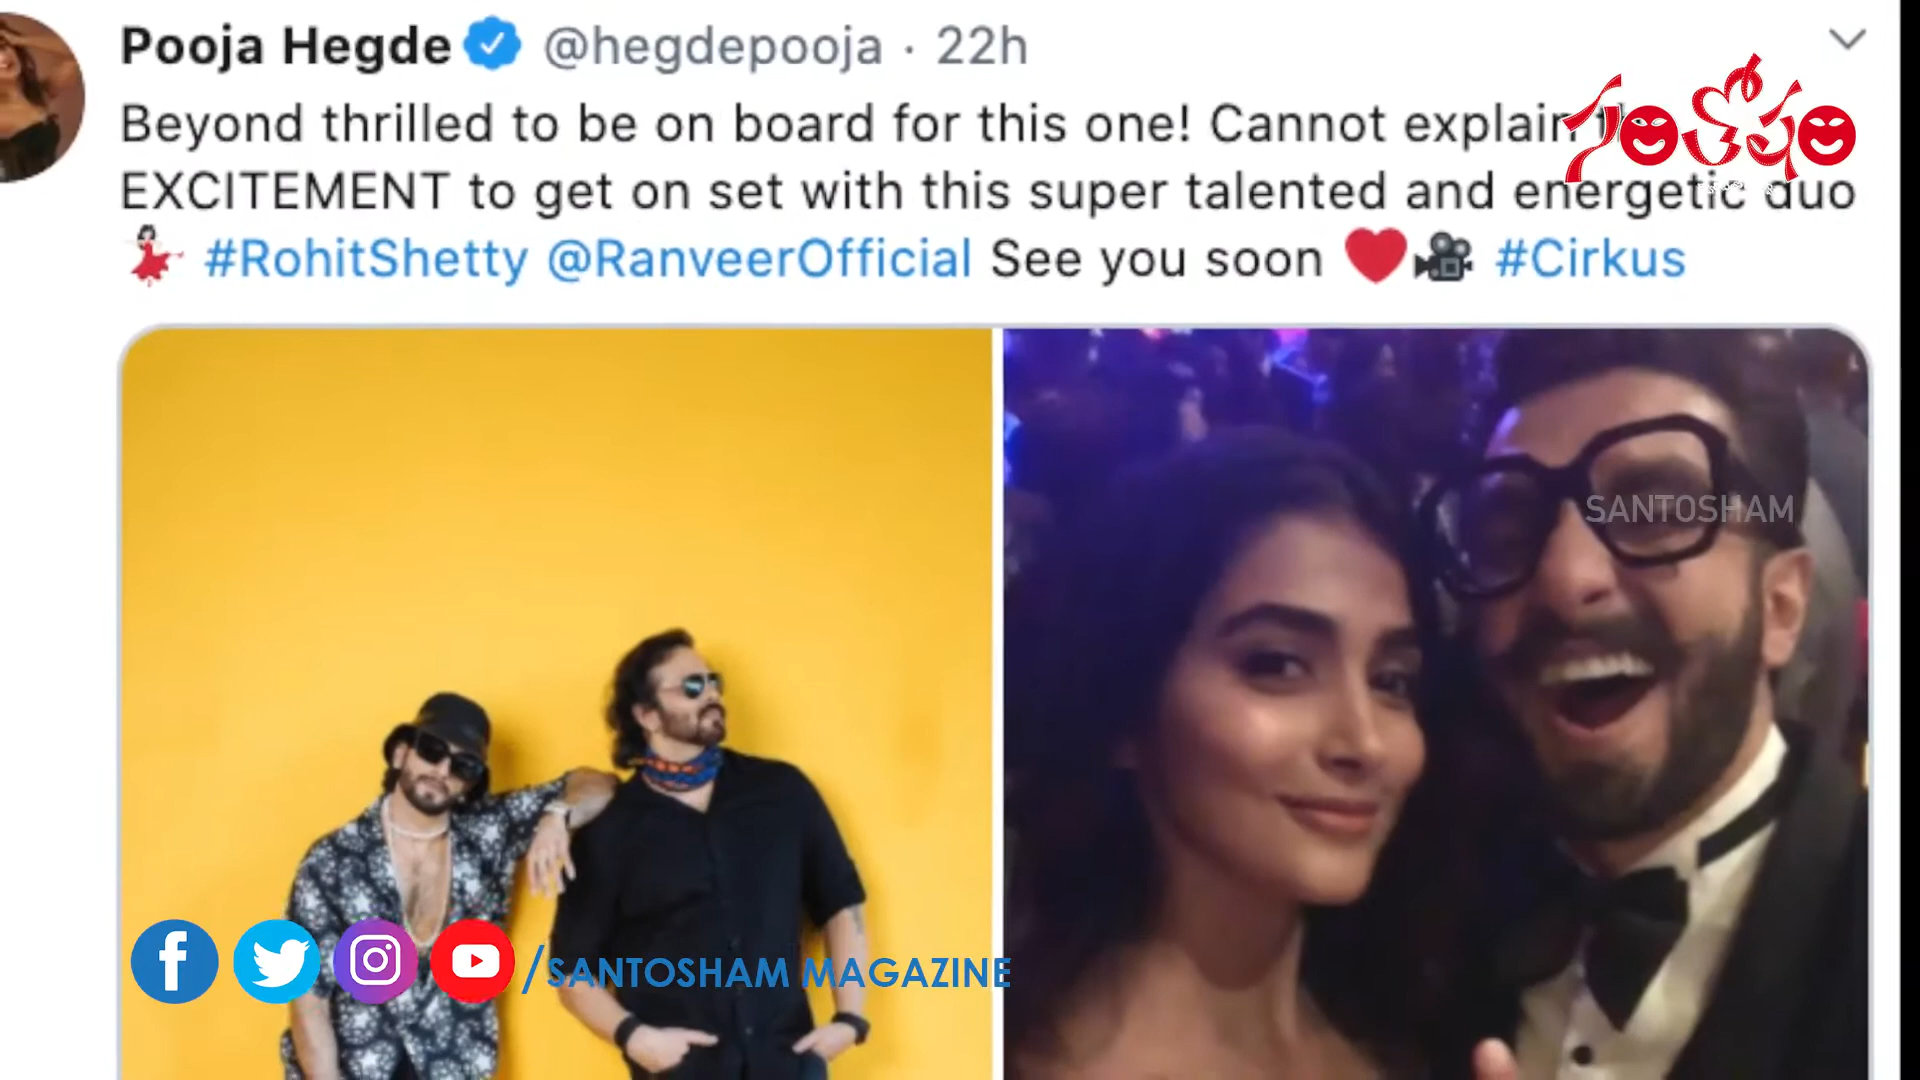 Pooja Hegde @hegdepooja · 22h
Beyond thrilled to be on board for this one! Cannot explain
EXCITEMENT to get on set with this super talented and energetic duo
💃 #RohitShetty @RanveerOfficial See you soon ❤️🎥 #Cirkus
సంతోషం
SANTOSHAM
/SANTOSHAM MAGAZINE